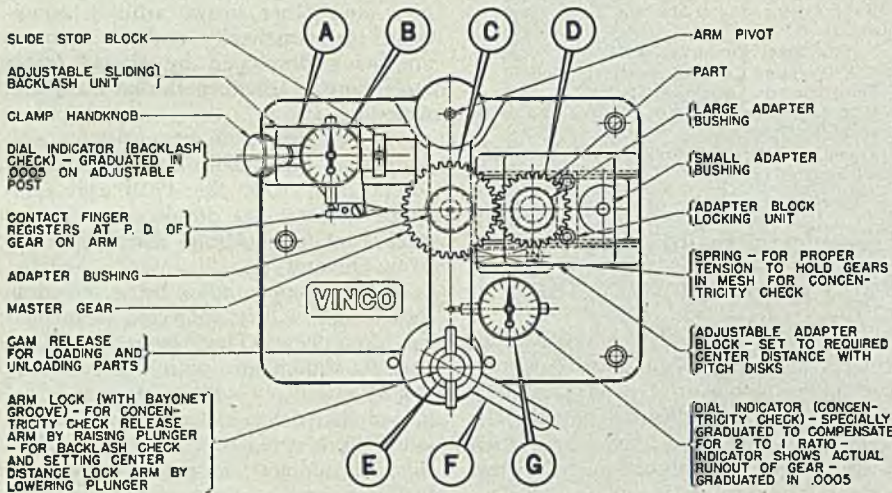 A
B
C
D
SLIDE STOP BLOCK
ADJUSTABLE SLIDING
BACKLASH UNIT
CLAMP HANDKNOB
DIAL INDICATOR (BACKLASH
CHECK) – GRADUATED IN
.0005 ON ADJUSTABLE
POST
CONTACT FINGER
REGISTERS AT P. D. OF
GEAR ON ARM
ADAPTER BUSHING
MASTER GEAR
CAM RELEASE
FOR LOADING AND
UNLOADING PARTS
ARM LOCK (WITH BAYONET
GROOVE) – FOR CONCEN-
TRICITY CHECK RELEASE
ARM BY RAISING PLUNGER
– FOR BACKLASH CHECK
AND SETTING CENTER
DISTANCE LOCK ARM BY
LOWERING PLUNGER
VINCO
ARM PIVOT
PART
LARGE ADAPTER
BUSHING
SMALL ADAPTER
BUSHING
ADAPTER BLOCK
LOCKING UNIT
SPRING – FOR PROPER
TENSION TO HOLD GEARS
IN MESH FOR CONCEN-
TRICITY CHECK
ADJUSTABLE ADAPTER
BLOCK – SET TO REQUIRED
CENTER DISTANCE WITH
PITCH DISKS
DIAL INDICATOR (CONCEN-
TRICITY CHECK) – SPECIALLY
GRADUATED TO COMPENSATE
FOR 2 TO 1 RATIO –
INDICATOR SHOWS ACTUAL
RUNOUT OF GEAR –
GRADUATED IN .0005
E
F
G